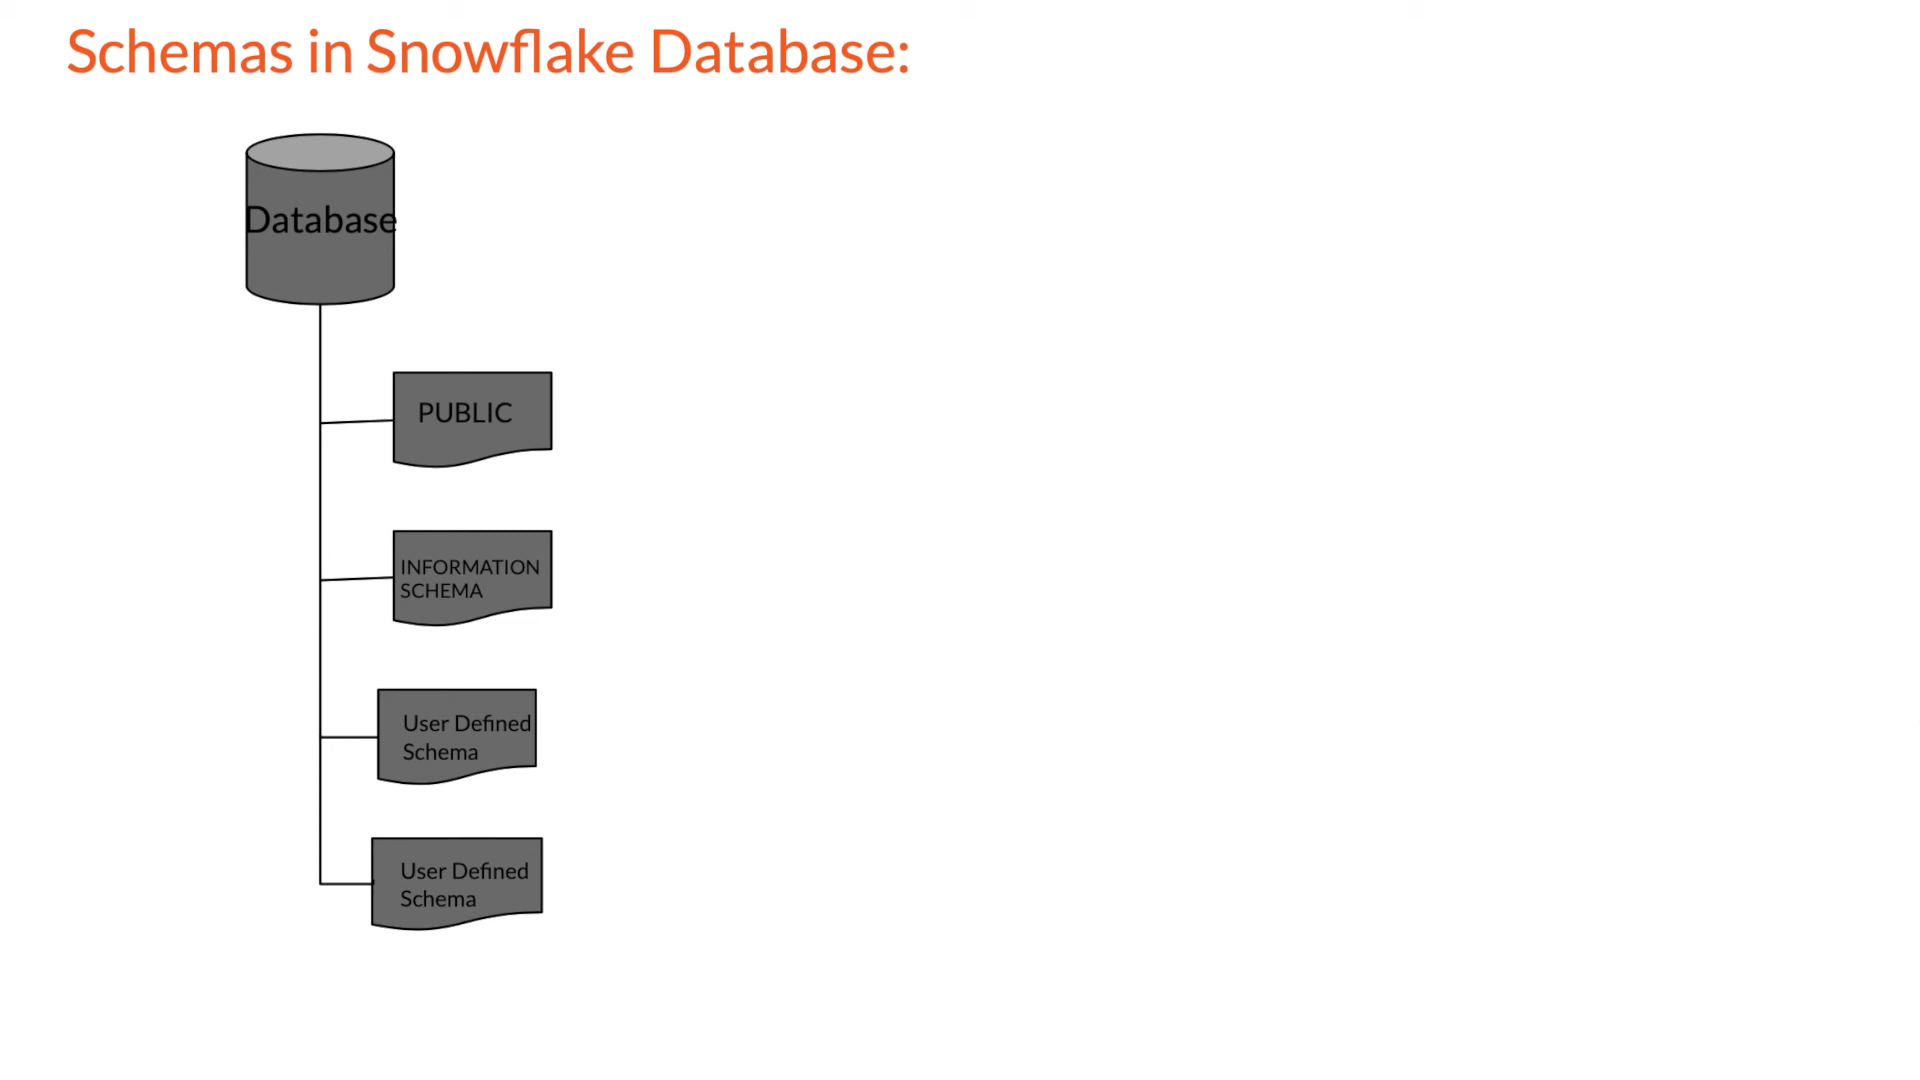 Schemas in Snowflake Database:
Database
PUBLIC
INFORMATION
SCHEMA
User Defined
Schema
User Defined
Schema